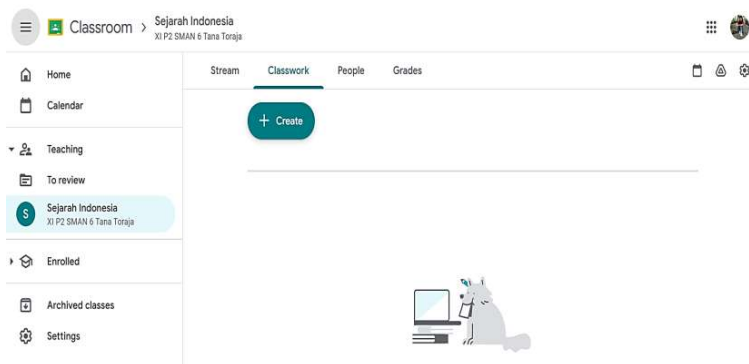 Classroom > Sejarah Indonesia
XI P2 SMAN 6 Tana Toraja
Home
Calendar
Teaching
To review
S Sejarah Indonesia
XI P2 SMAN 6 Tana Toraja
Enrolled
Archived classes
Settings
Stream Classwork People Grades
+ Create